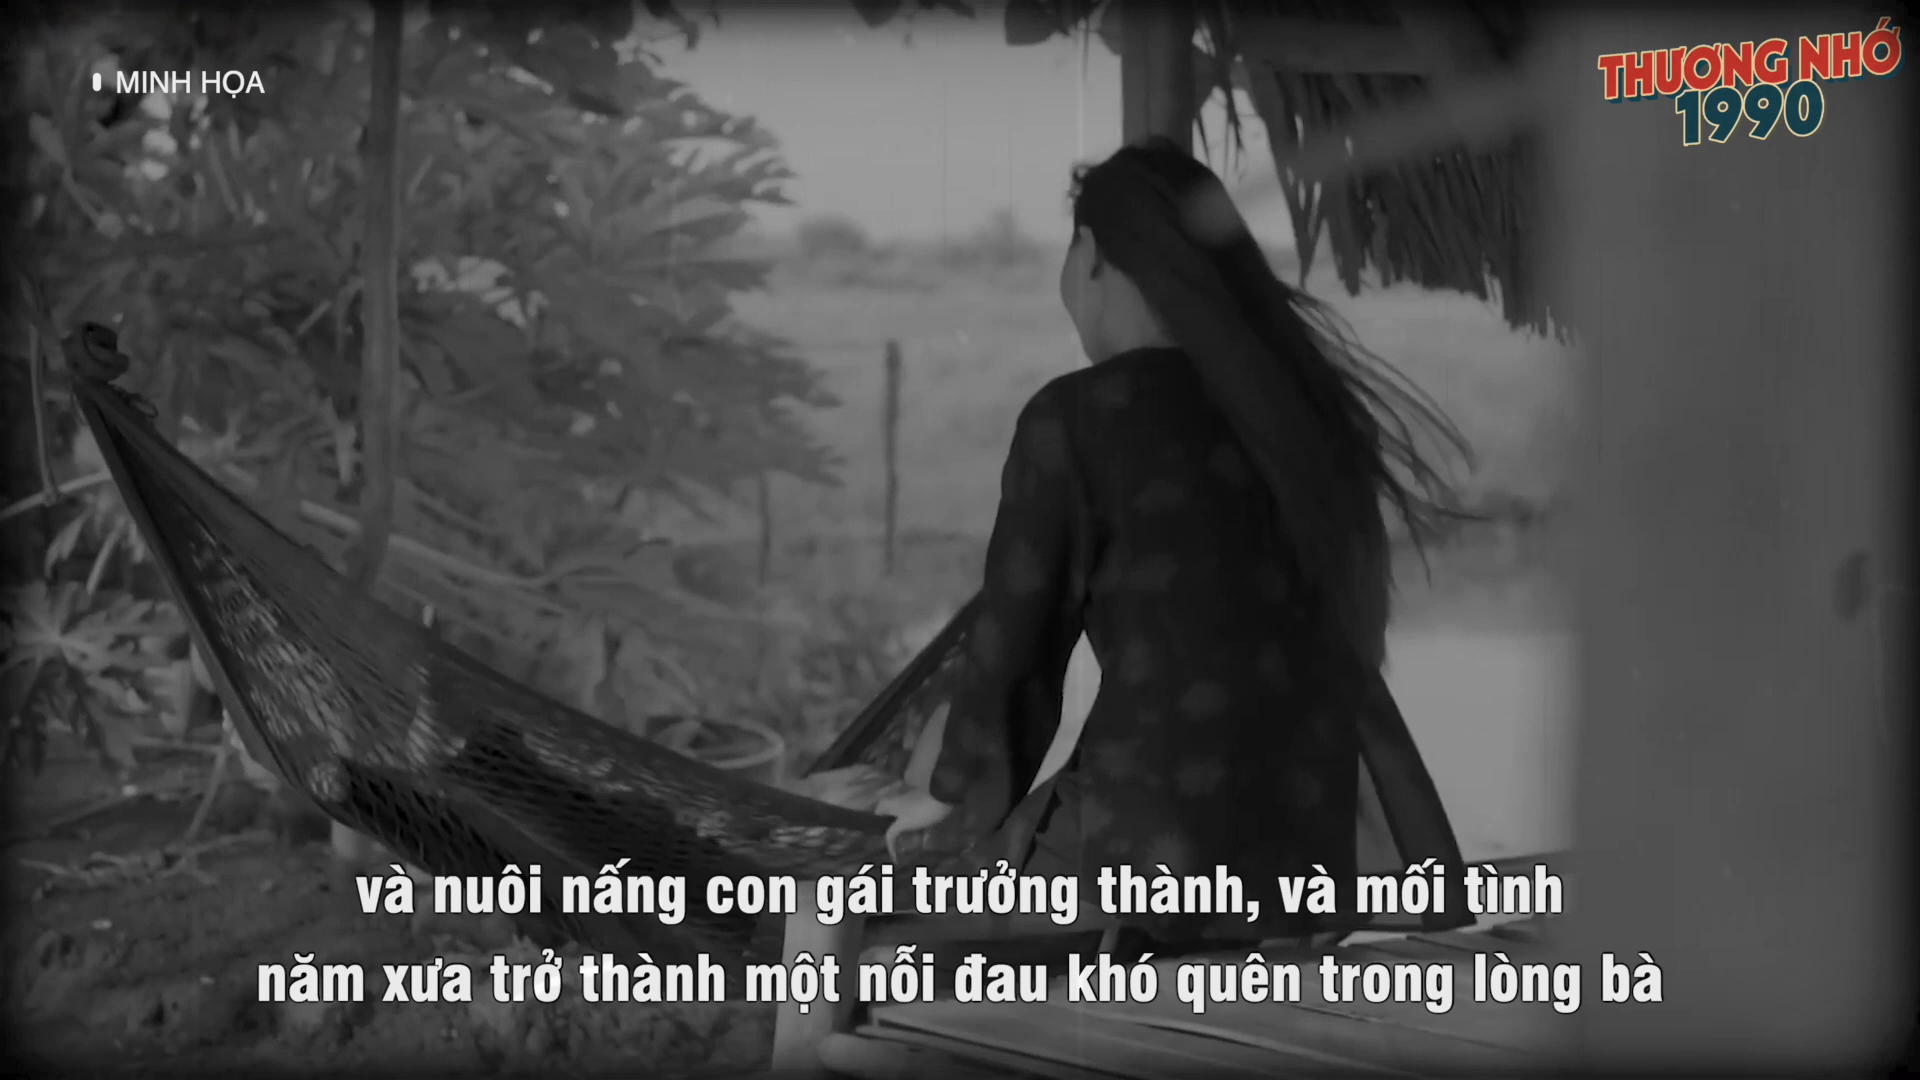 MINH HỌA
THƯƠNG NHỚ
1990
và nuôi nấng con gái trưởng thành, và mối tình
năm xưa trở thành một nỗi đau khó quên trong lòng bà